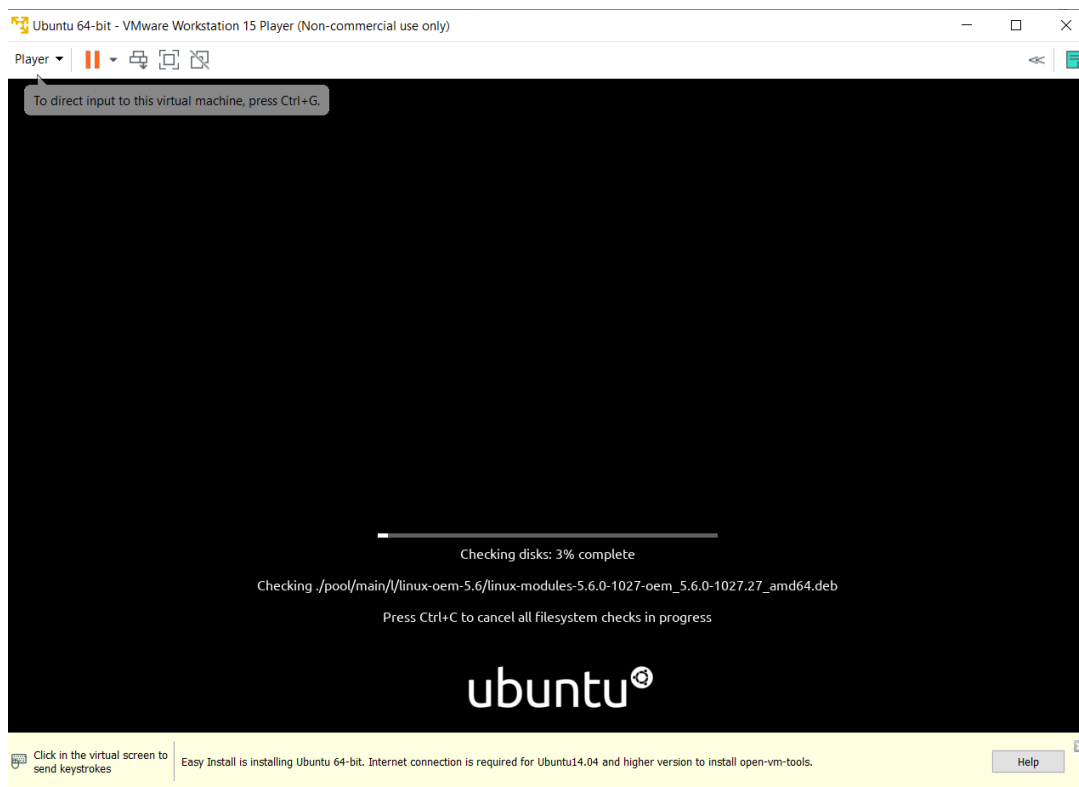 Ubuntu 64-bit - VMware Workstation 15 Player (Non-commercial use only)
Player
To direct input to this virtual machine, press Ctrl+G.
Checking disks: 3% complete
Checking ./pool/main/l/linux-oem-5.6/linux-modules-5.6.0-1027-oem_5.6.0-1027.27_amd64.deb
Press Ctrl+C to cancel all filesystem checks in progress
ubuntu
Click in the virtual screen to
send keystrokes
Easy Install is installing Ubuntu 64-bit. Internet connection is required for Ubuntu14.04 and higher version to install open-vm-tools.
Help